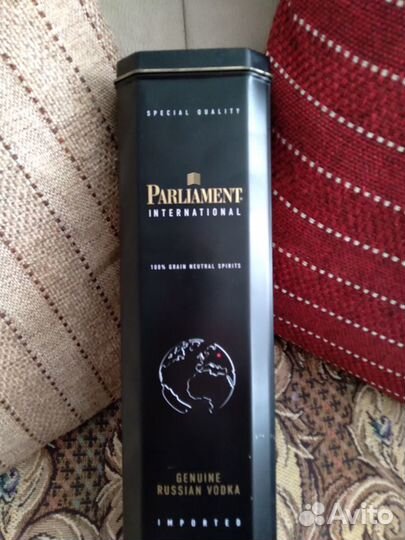 SPECIAL QUALITY
PARLIAMENT
INTERNATIONAL
100% GRAIN NEUTRAL SPIRITS
GENUINE
RUSSIAN VODKA
IMPORTED
Avito